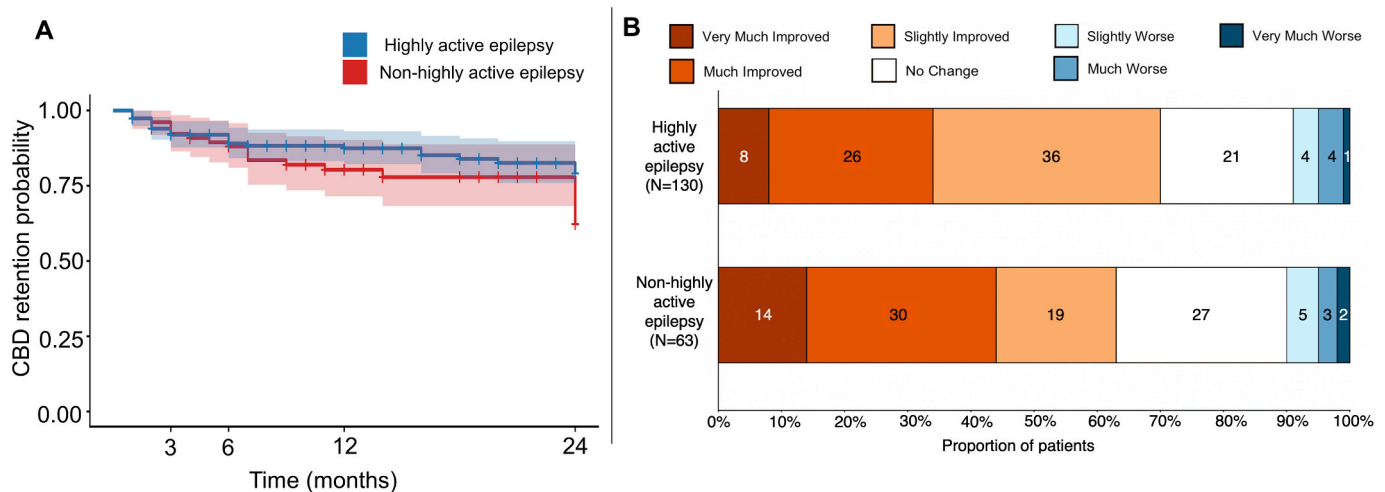 A
Highly active epilepsy
Non-highly active epilepsy
CBD retention probability
1.00
0.75
0.50
0.25
0.00
3 6 12 24
Time (months)
B
Very Much Improved Slightly Improved Slightly Worse Very Much Worse
Much Improved No Change Much Worse
Highly
active
epilepsy
(N=130)
8 26 36 21 4 4 1
Non-highly
active
epilepsy
(N=63)
14 30 19 27 5 3 2
0% 10% 20% 30% 40% 50% 60% 70% 80% 90% 100%
Proportion of patients